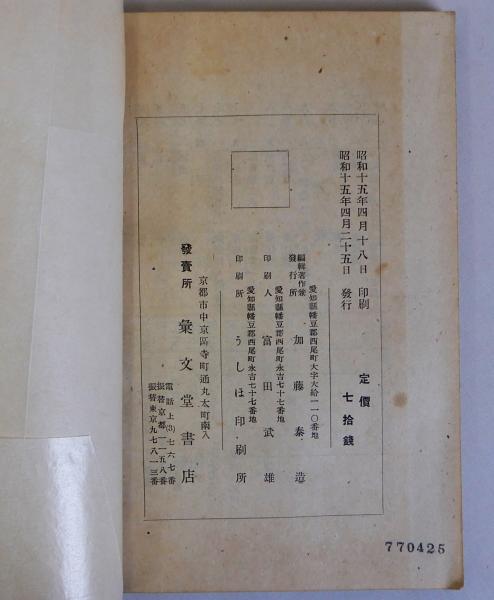 昭和十五年四月十八日 印刷
昭和十五年四月二十五日 發行
定價 七拾錢
愛知縣幡豆郡西尾町大字大給一一〇番地
編輯著作兼發行所 加藤泰造
愛知縣幡豆郡西尾町永吉七十七番地
印刷人 富田武雄
愛知縣幡豆郡西尾町永吉七十七番地
印刷所 うしほ印刷所
京都市中京區寺町通丸太町南入
發賣所 彙文堂書店
電話上(3)七六七番
振替京都一一五八番
振替東京九七八一三番
770425